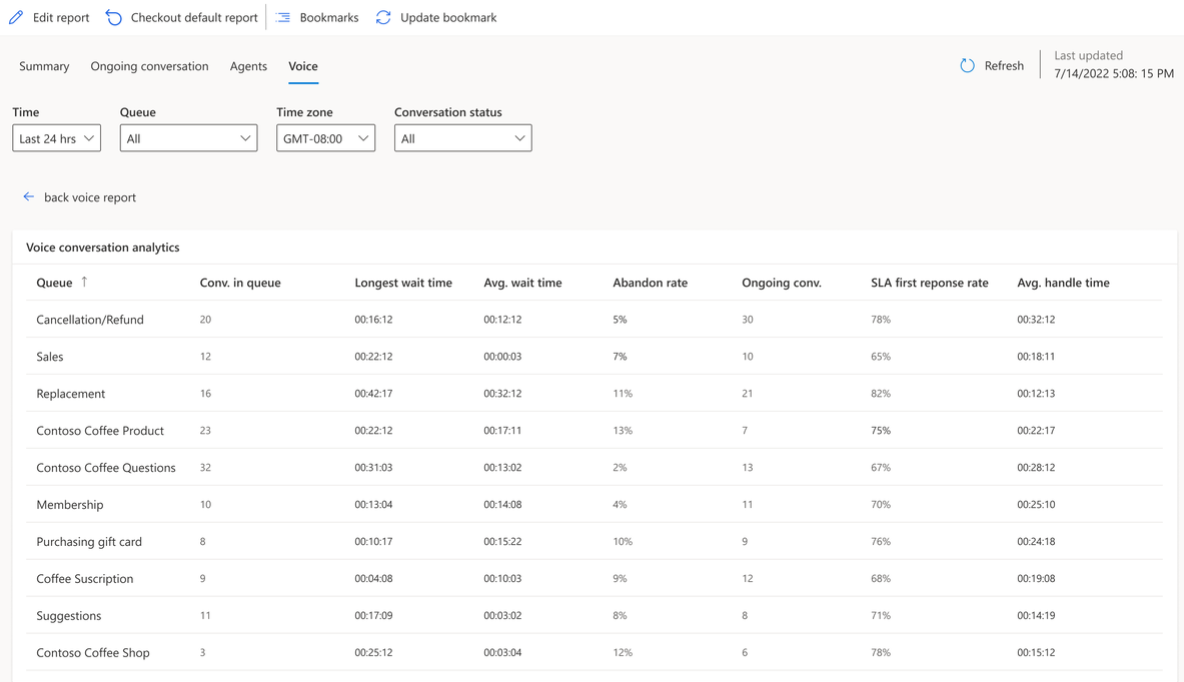 Edit report Checkout default report Bookmarks Update bookmark
Summary Ongoing conversation Agents Voice Refresh Last updated
7/14/2022 5:08: 15 PM
Time Queue Time zone Conversation status
Last 24 hrs All GMT-08:00 All
back voice report
Voice conversation analytics
Queue ↑ Conv. in queue Longest wait time Avg. wait time Abandon rate Ongoing conv. SLA first reponse rate Avg. handle time
Cancellation/Refund 20 00:16:12 00:12:12 5% 30 78% 00:32:12
Sales 12 00:22:12 00:00:03 7% 10 65% 00:18:11
Replacement 16 00:42:17 00:32:12 11% 21 82% 00:12:13
Contoso Coffee Product 23 00:22:12 00:17:11 13% 7 75% 00:22:17
Contoso Coffee Questions 32 00:31:03 00:13:02 2% 13 67% 00:28:12
Membership 10 00:13:04 00:14:08 4% 11 70% 00:25:10
Purchasing gift card 8 00:10:17 00:15:22 10% 9 76% 00:24:18
Coffee Suscription 9 00:04:08 00:10:03 9% 12 68% 00:19:08
Suggestions 11 00:17:09 00:03:02 8% 8 71% 00:14:19
Contoso Coffee Shop 3 00:25:12 00:03:04 12% 6 78% 00:15:12